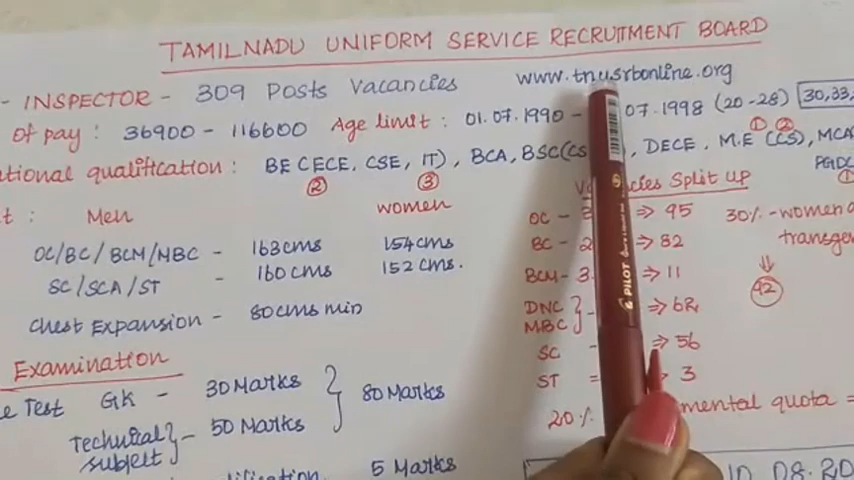 TAMILNADU UNIFORM SERVICE RECRUITMENT BOARD
www.tnusrbonline.org
- INSPECTOR - 309 Posts Vacancies
of pay : 36900 - 116600 Age limit : 01.07.1990 - 07.1998 (20-28) 30,33,
tional qualification : BE CECE, CSE, IT), BCA, BSC(CS , DECE, M.E (CS), MCA
② ③ ① ② PGDC ①
t : Men women
OC/BC/BCM/MBC - 163cms 154cms
SC/SCA/ST - 160 cms 152 cms.
chest Expansion - 80cms min
Vacancies Split up
OC - ⇒ 95
BC - 2 ⇒ 82
BCM - 3 ⇒ 11
DNC
MBC } -
SC - ⇒ 56
ST = 3
30% - women
transgen
42
20% mental quota =
Examination
e Test GK - 30 Marks
Technical subject } - 50 Marks
} 80 Marks
5 Marks